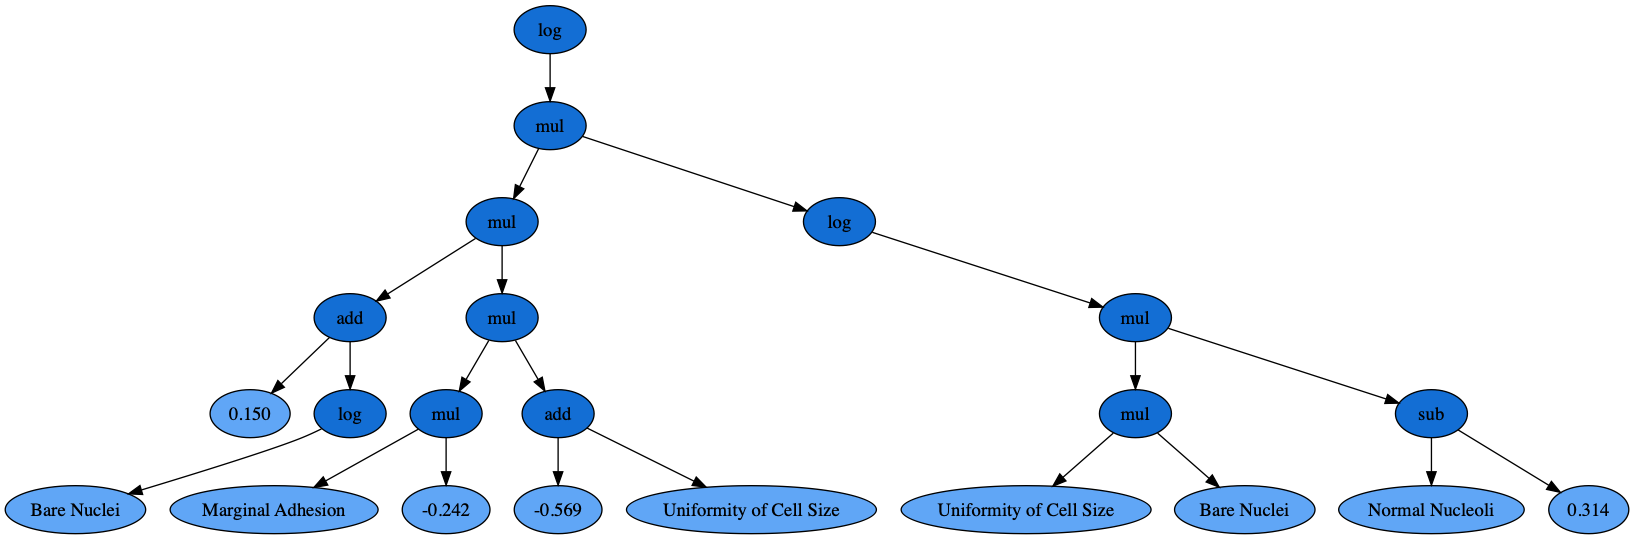 log
mul
mul
log
add
mul
mul
0.150
log
mul
add
mul
sub
Bare Nuclei
Marginal Adhesion
-0.242
-0.569
Uniformity of Cell Size
Uniformity of Cell Size
Bare Nuclei
Normal Nucleoli
0.314